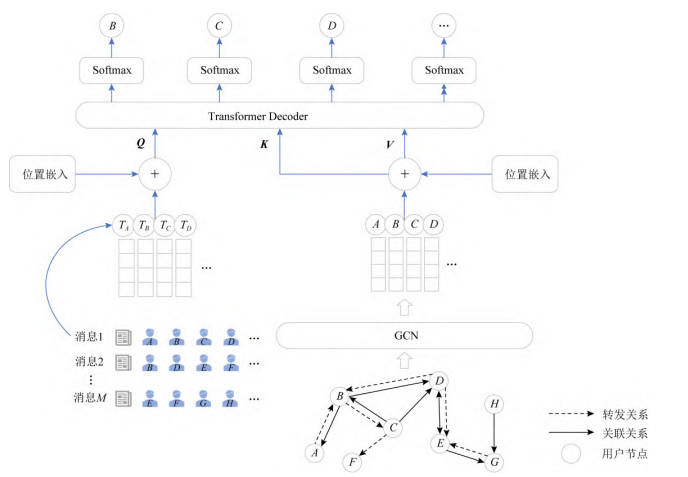 B C D …
Softmax Softmax Softmax Softmax
Transformer Decoder
Q K V
位置嵌入 + + 位置嵌入
T_A T_B T_C T_D A B C D
… …
消息1 A B C D …
GCN
消息2 B D E F …
⋮
消息M E F G H …
D
B H
C
转发关系
E
关联关系
A F G
用户节点